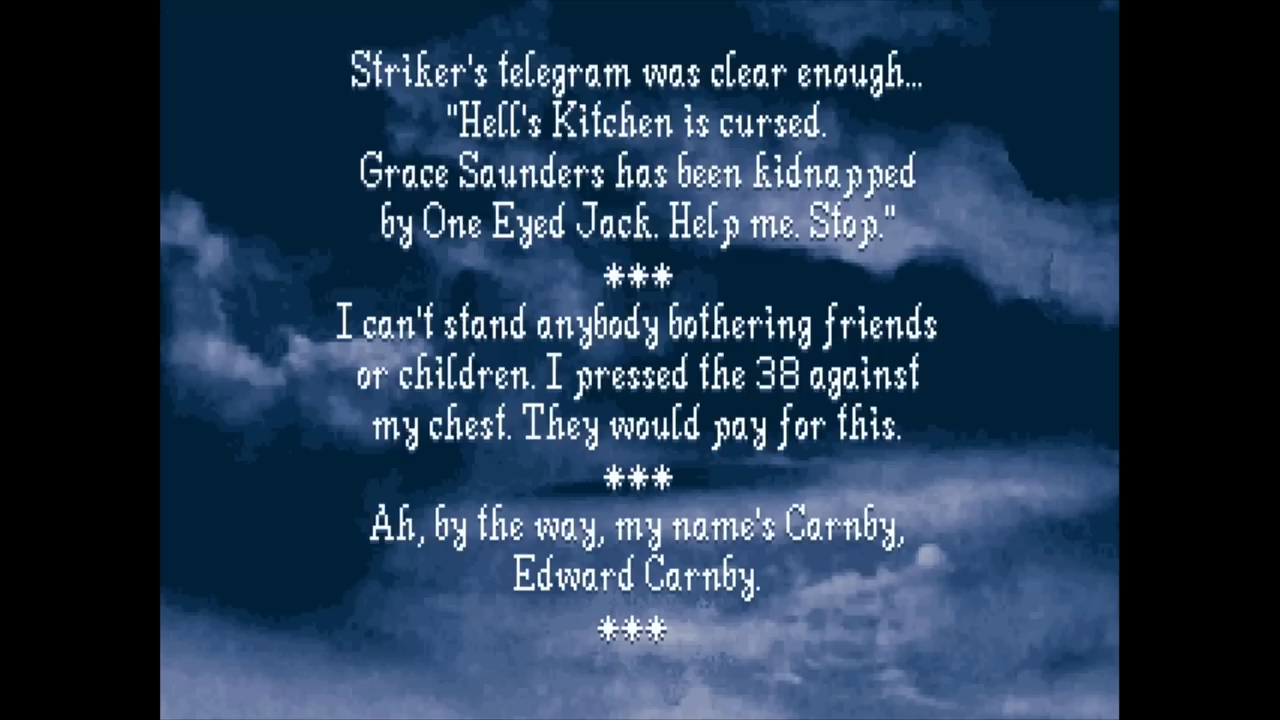 Striker's telegram was clear enough...
"Hell's Kitchen is cursed.
Grace Saunders has been kidnapped
by One Eyed Jack. Help me. Stop."
***
I can't stand anybody bothering friends
or children. I pressed the 38 against
my chest. They would pay for this.
***
Ah, by the way, my name's Carnby,
Edward Carnby.
***